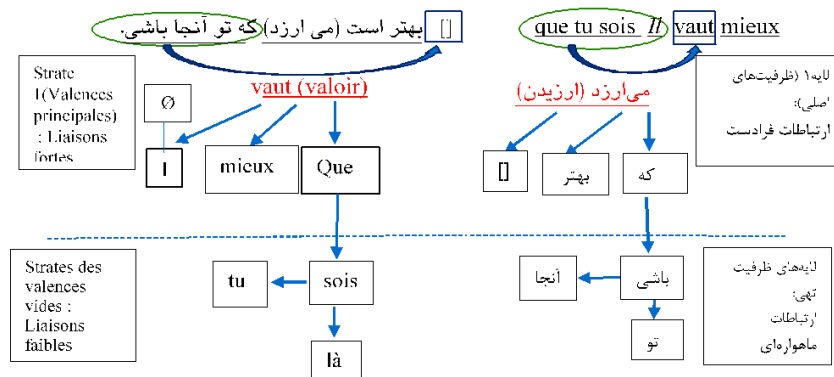 [] بهتر است (می ارزد) که تو آنجا باشی.
que tu sois Il vaut mieux
Strate
1(Valences
principales)
: Liaisons
fortes
Ø
vaut (valoir)
I
mieux
Que
می‌ارزد (ارزیدن)
[]
بهتر
که
لایه۱ (ظرفیت‌های
اصلی):
ارتباطات فرادست
Strates des
valences
vides :
Liaisons
faibles
tu
sois
là
آنجا
باشی
تو
لایه‌های ظرفیت
تهی:
ارتباطات
ماهواره‌ای